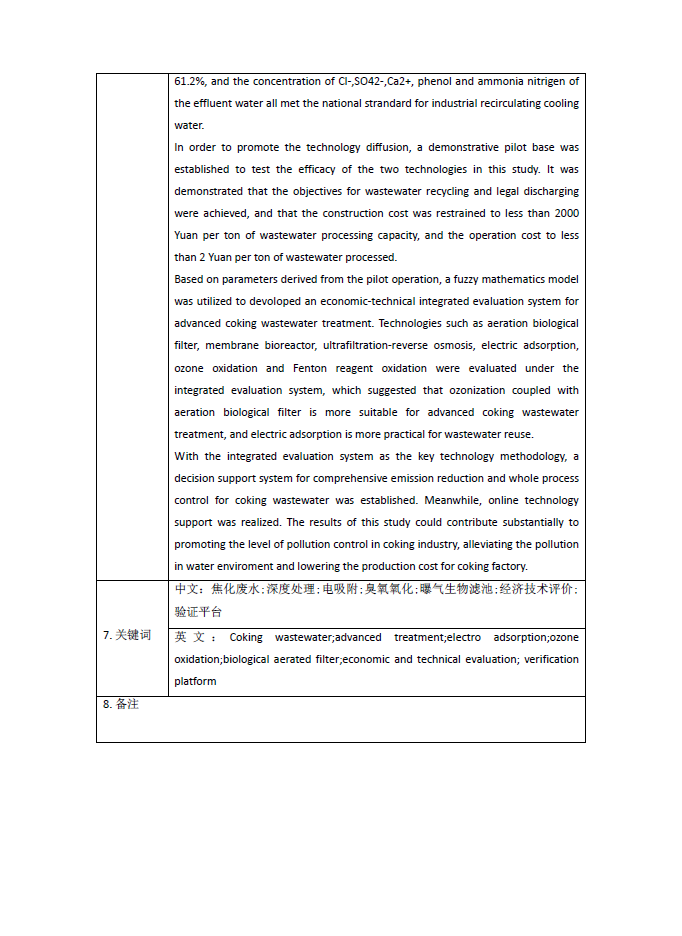 61.2%, and the concentration of Cl-,SO42-,Ca2+, phenol and ammonia nitrigen of
the effluent water all met the national strandard for industrial recirculating cooling
water.
In order to promote the technology diffusion, a demonstrative pilot base was
established to test the efficacy of the two technologies in this study. It was
demonstrated that the objectives for wastewater recycling and legal discharging
were achieved, and that the construction cost was restrained to less than 2000
Yuan per ton of wastewater processing capacity, and the operation cost to less
than 2 Yuan per ton of wastewater processed.
Based on parameters derived from the pilot operation, a fuzzy mathematics model
was utilized to devoloped an economic-technical integrated evaluation system for
advanced coking wastewater treatment. Technologies such as aeration biological
filter, membrane bioreactor, ultrafiltration-reverse osmosis, electric adsorption,
ozone oxidation and Fenton reagent oxidation were evaluated under the
integrated evaluation system, which suggested that ozonization coupled with
aeration biological filter is more suitable for advanced coking wastewater
treatment, and electric adsorption is more practical for wastewater reuse.
With the integrated evaluation system as the key technology methodology, a
decision support system for comprehensive emission reduction and whole process
control for coking wastewater was established. Meanwhile, online technology
support was realized. The results of this study could contribute substantially to
promoting the level of pollution control in coking industry, alleviating the pollution
in water enviroment and lowering the production cost for coking factory.
7. 关键词
中文：焦化废水;深度处理;电吸附;臭氧氧化;曝气生物滤池;经济技术评价;
验证平台
英文：Coking wastewater;advanced treatment;electro adsorption;ozone
oxidation;biological aerated filter;economic and technical evaluation; verification
platform
8. 备注